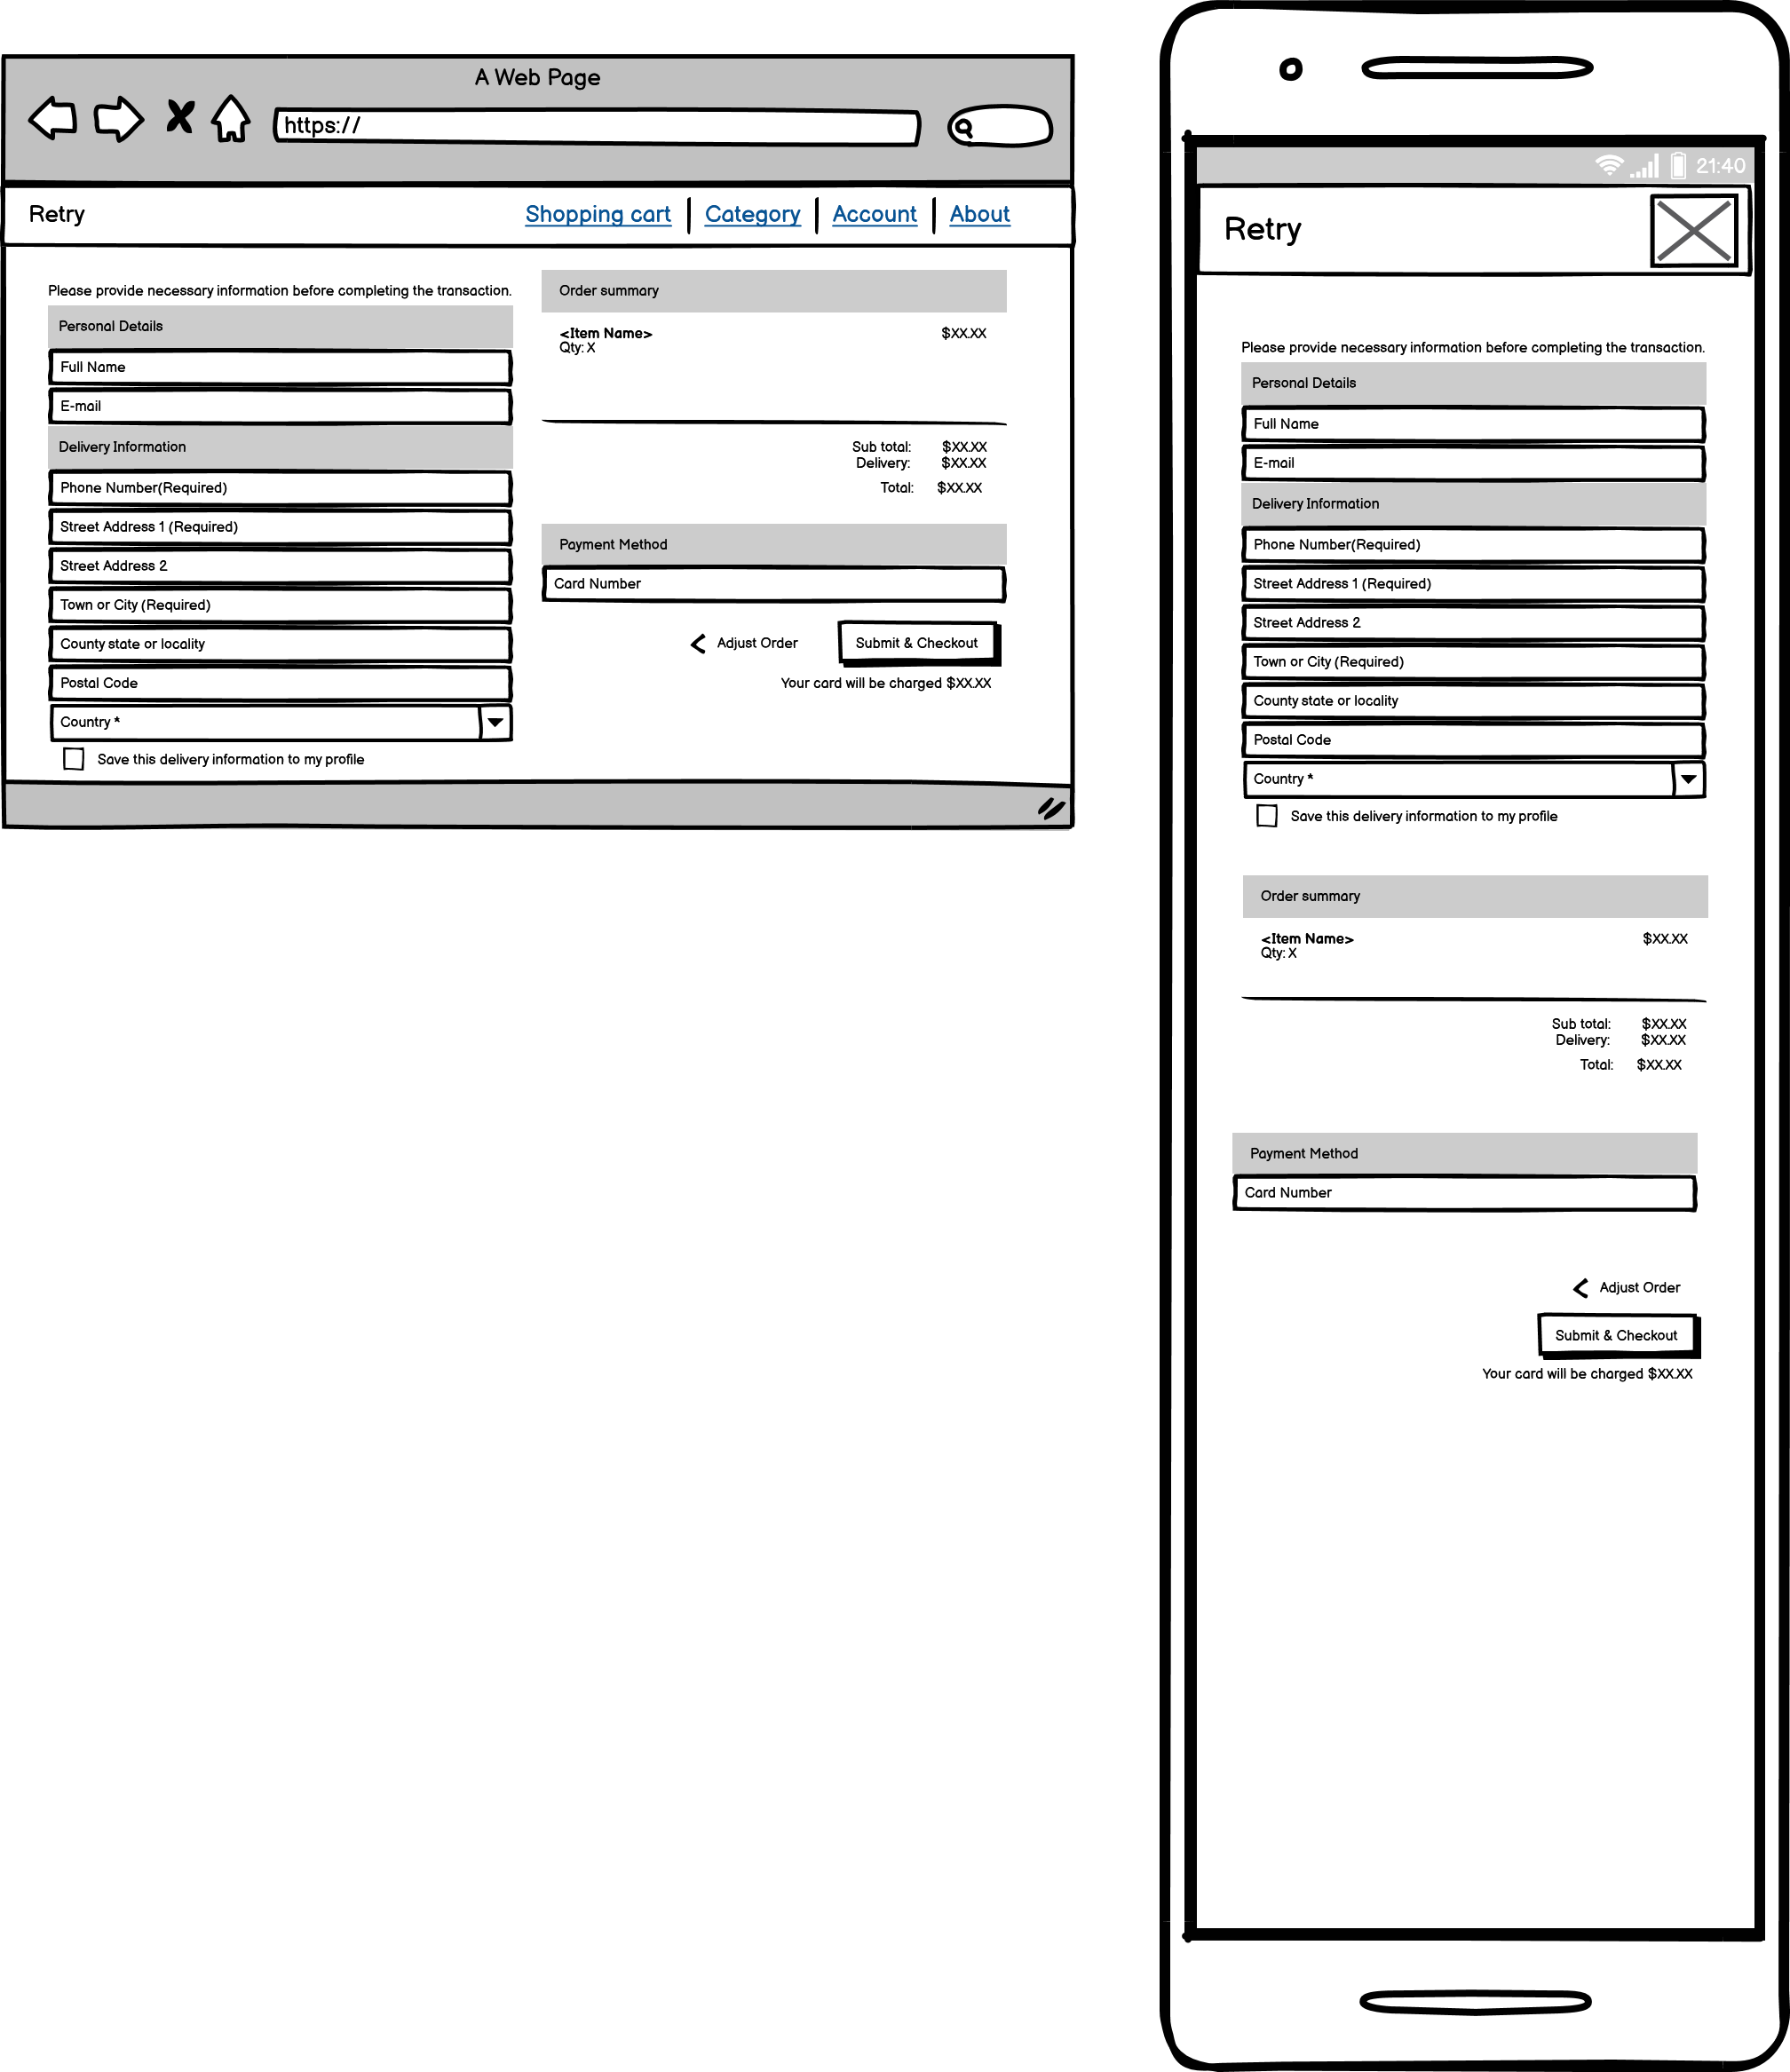 A Web Page
https://
Retry
Shopping cart | Category | Account | About
Please provide necessary information before completing the transaction.
Personal Details
Full Name
E-mail
Delivery Information
Phone Number(Required)
Street Address 1 (Required)
Street Address 2
Town or City (Required)
County state or locality
Postal Code
Country *
Save this delivery information to my profile
Order summary
<Item Name> $XX.XX
Qty: X
Sub total: $XX.XX
Delivery: $XX.XX
Total: $XX.XX
Payment Method
Card Number
Adjust Order
Submit & Checkout
Your card will be charged $XX.XX
21:40
Retry
Please provide necessary information before completing the transaction.
Personal Details
Full Name
E-mail
Delivery Information
Phone Number(Required)
Street Address 1 (Required)
Street Address 2
Town or City (Required)
County state or locality
Postal Code
Country *
Save this delivery information to my profile
Order summary
<Item Name> $XX.XX
Qty: X
Sub total: $XX.XX
Delivery: $XX.XX
Total: $XX.XX
Payment Method
Card Number
Adjust Order
Submit & Checkout
Your card will be charged $XX.XX